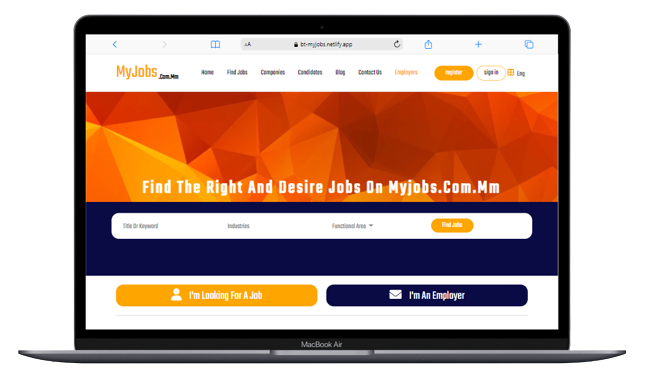 AA bt-myjobs.netlify.app
MyJobs .Com.Mm Home Find Jobs Companies Candidates Blog Contact Us Employers register sign in Eng
Find The Right And Desire Jobs On Myjobs.Com.Mm
Title Or Keyword Industries Functional Area Find Jobs
I'm Looking For A Job I'm An Employer
MacBook Air